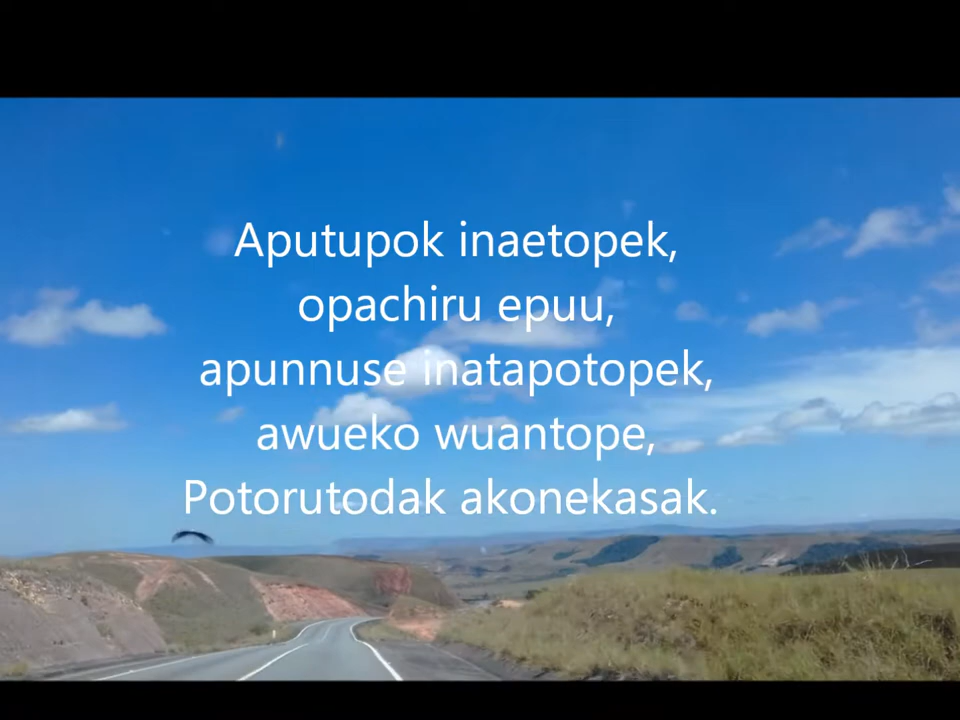 Aputupok inaetopek,
opachiru epuu,
apunnuse inatapotopek,
awueko wuantope,
Potorutodak akonekasak.